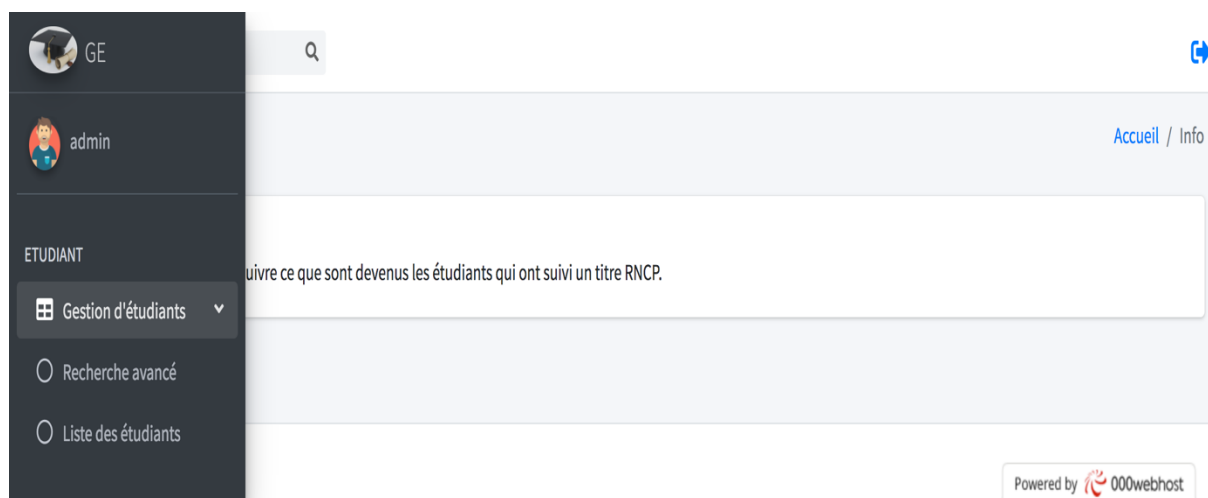 GE
admin
Accueil / Info
ETUDIANT
uivre ce que sont devenus les étudiants qui ont suivi un titre RNCP.
Gestion d'étudiants
Recherche avancé
Liste des étudiants
Powered by 000webhost